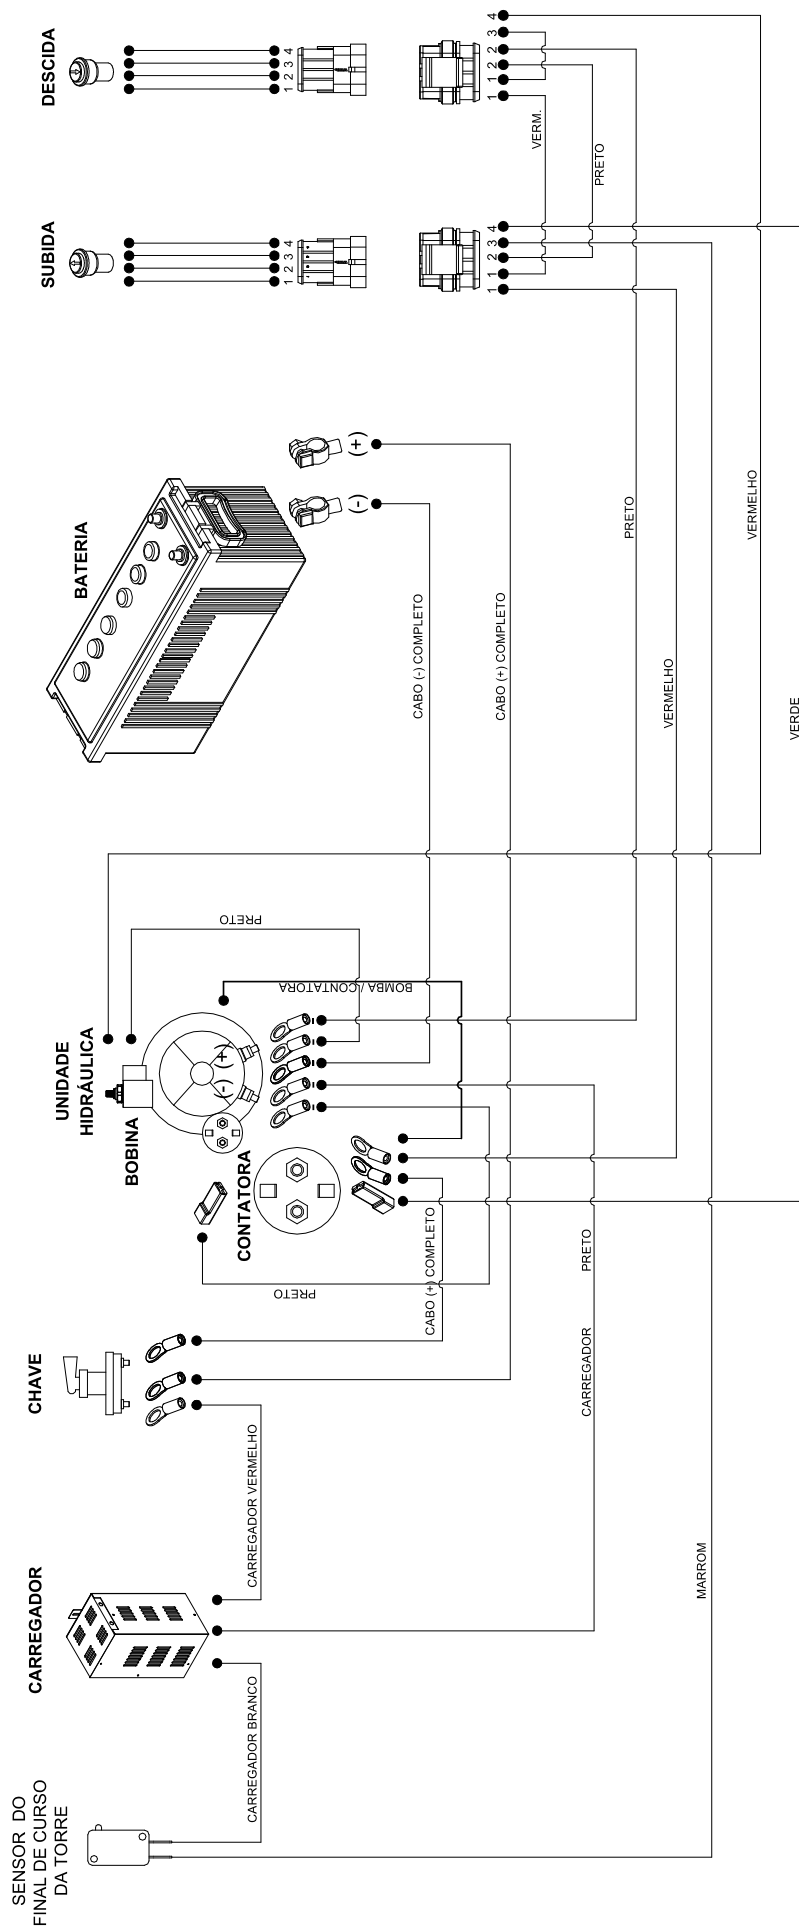 SENSOR DO
FINAL DE CURSO
DA TORRE
CARREGADOR
CHAVE
CONTATORA
BOBINA
UNIDADE
HIDRÁULICA
BATERIA
SUBIDA
DESCIDA
CARREGADOR BRANCO
CARREGADOR VERMELHO
PRETO
(-)
(+)
PRETO
BOMBA / CONTATORA
CABO (+) COMPLETO
CABO (-) COMPLETO
CABO (+) COMPLETO
(-)
(+)
1 2 3 4
1 2 3 4
1 1 2 3 4
1 1 2 2 3 4
VERM.
PRETO
CARREGADOR
PRETO
PRETO
VERMELHO
MARROM
VERMELHO
VERDE